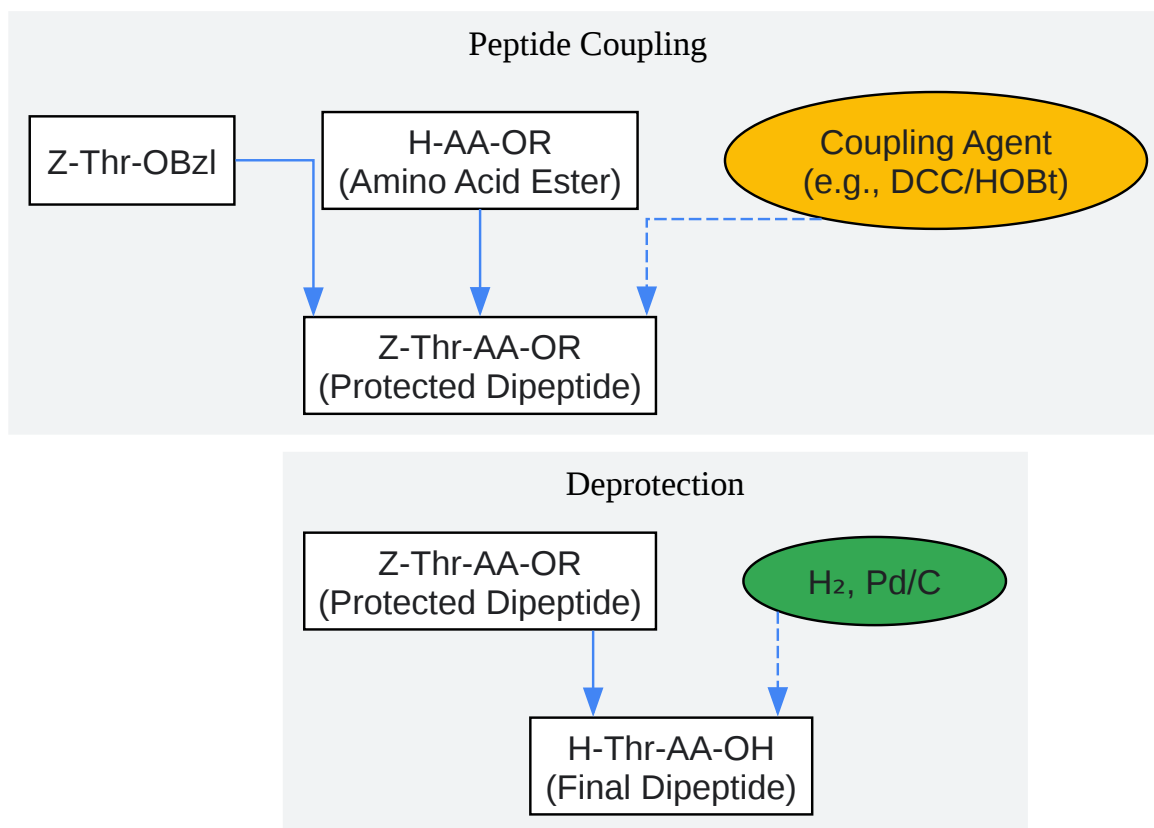 Peptide Coupling
Z-Thr-OBzl
H-AA-OR
(Amino Acid Ester)
Coupling Agent
(e.g., DCC/HOBt)
Z-Thr-AA-OR
(Protected Dipeptide)
Deprotection
Z-Thr-AA-OR
(Protected Dipeptide)
H₂, Pd/C
H-Thr-AA-OH
(Final Dipeptide)